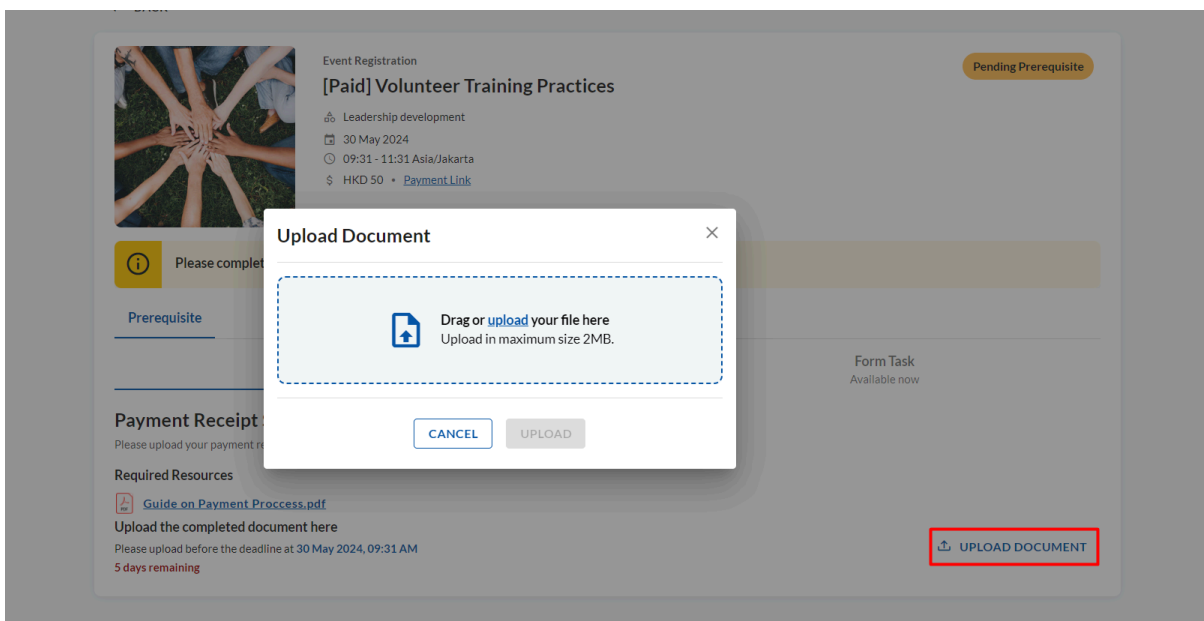 Event Registration
[Paid] Volunteer Training Practices
Pending Prerequisite
Leadership development
30 May 2024
09:31 - 11:31 Asia/Jakarta
$ HKD 50 • Payment Link
Upload Document
Please complet
Drag or upload your file here
Upload in maximum size 2MB.
Prerequisite
Form Task
Available now
CANCEL
UPLOAD
Payment Receipt
Please upload your payment re
Required Resources
PDF
Guide on Payment Proccess.pdf
Upload the completed document here
Please upload before the deadline at 30 May 2024, 09:31 AM
5 days remaining
UPLOAD DOCUMENT